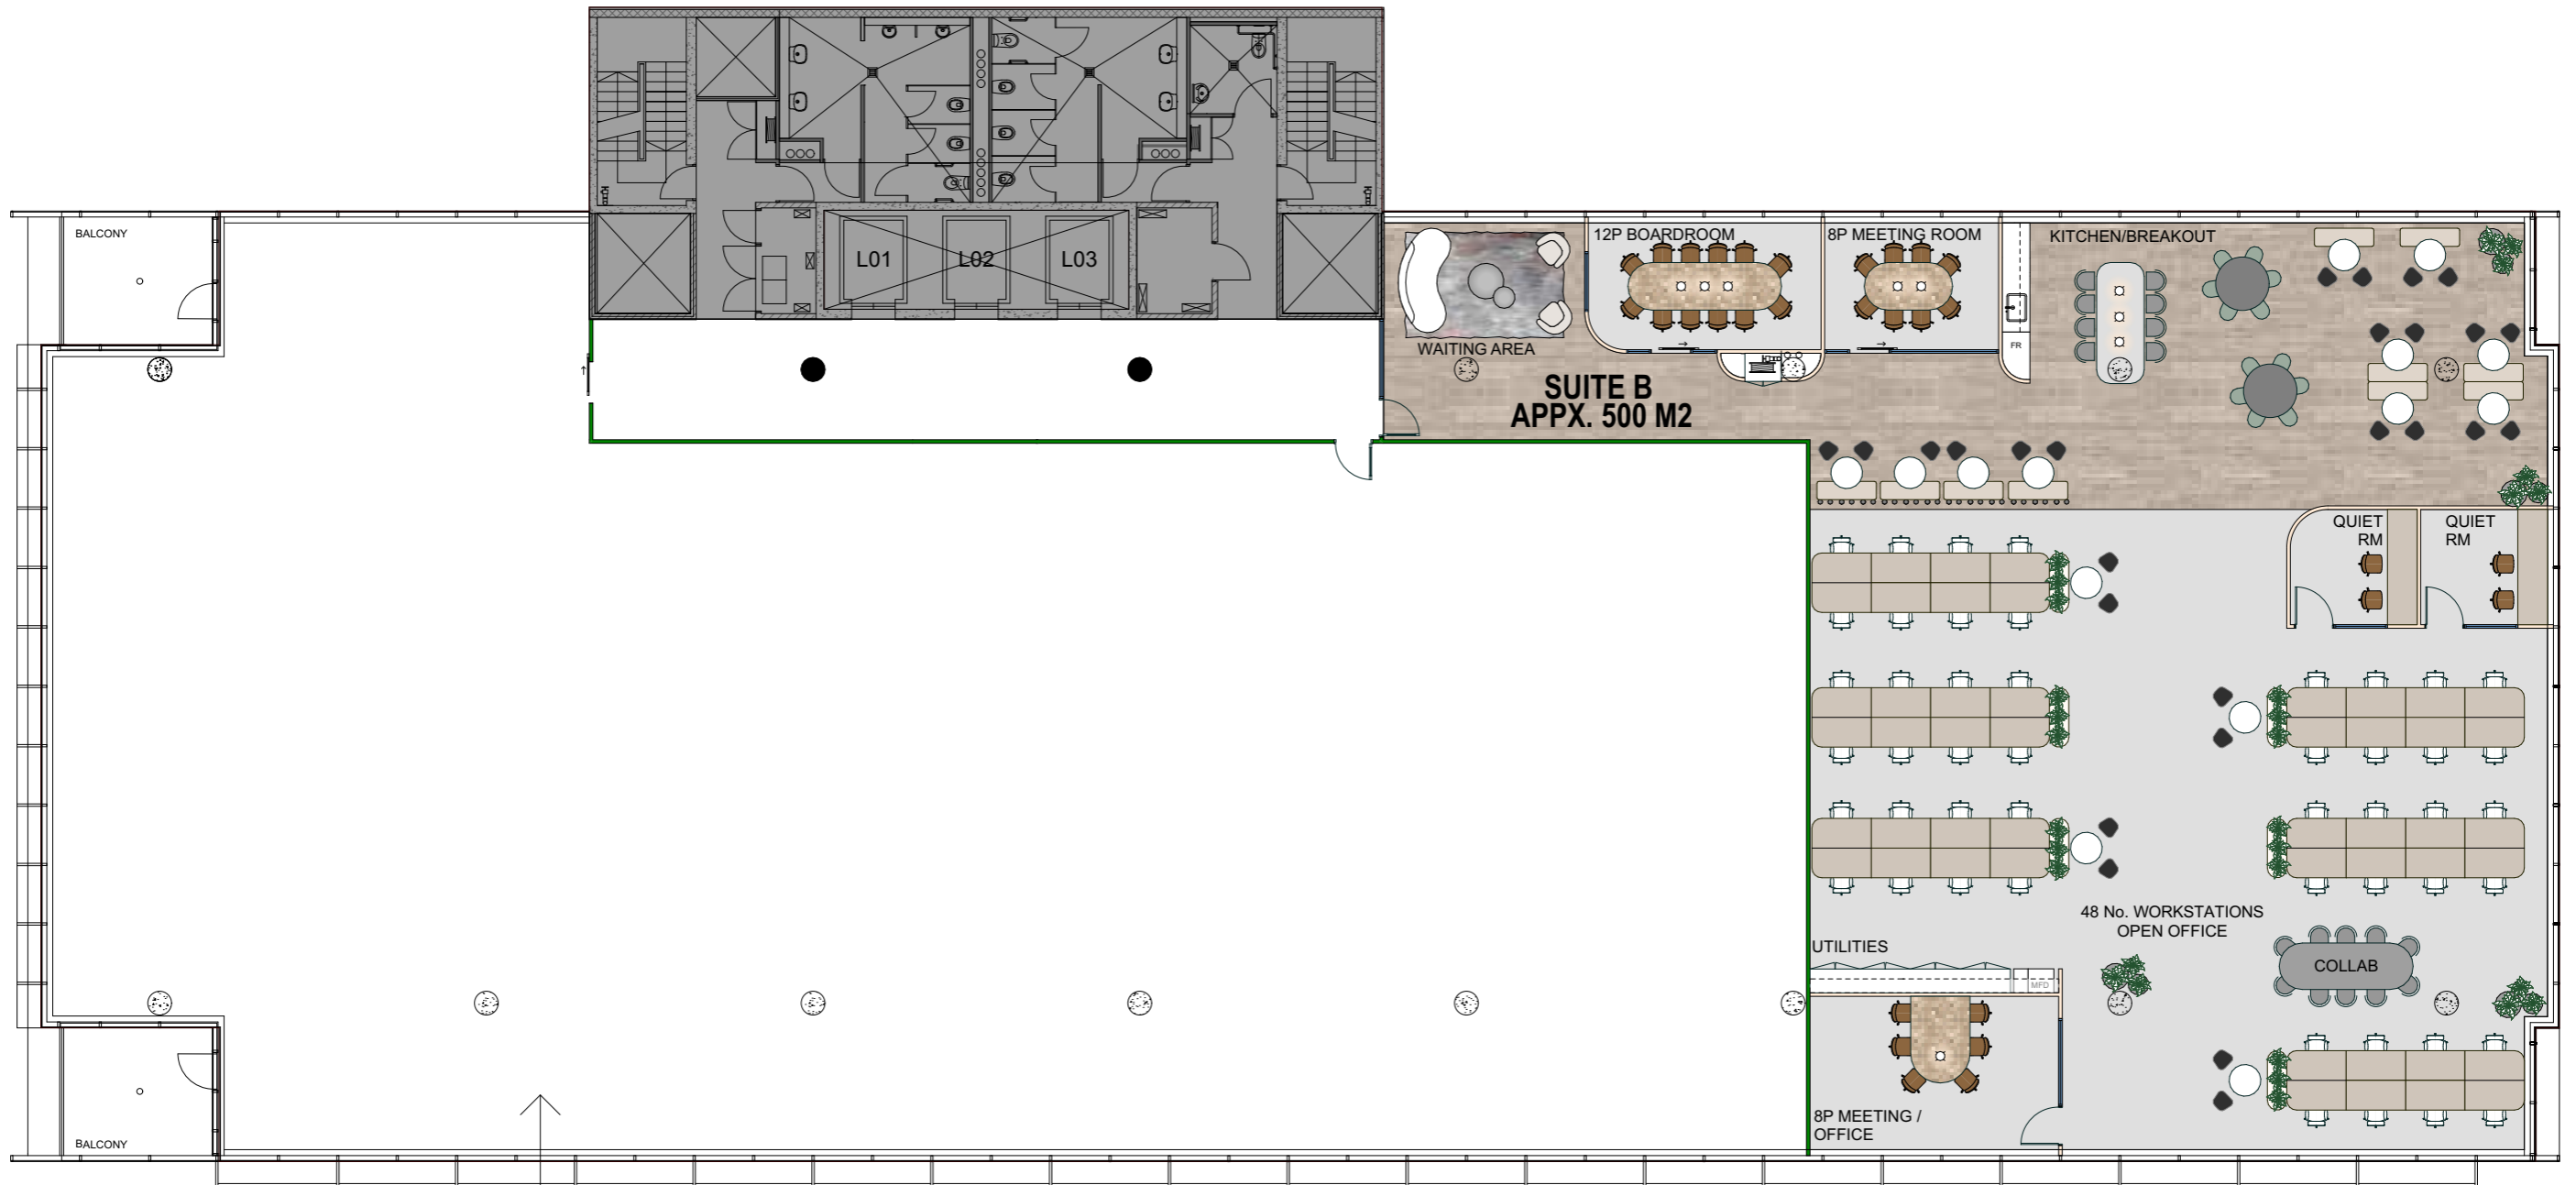 BALCONY
L01
L02
L03
12P BOARDROOM
8P MEETING ROOM
KITCHEN/BREAKOUT
WAITING AREA
FR
SUITE B
APPX. 500 M2
QUIET
RM
QUIET
RM
48 No. WORKSTATIONS
OPEN OFFICE
UTILITIES
COLLAB
MFD
8P MEETING /
OFFICE
BALCONY